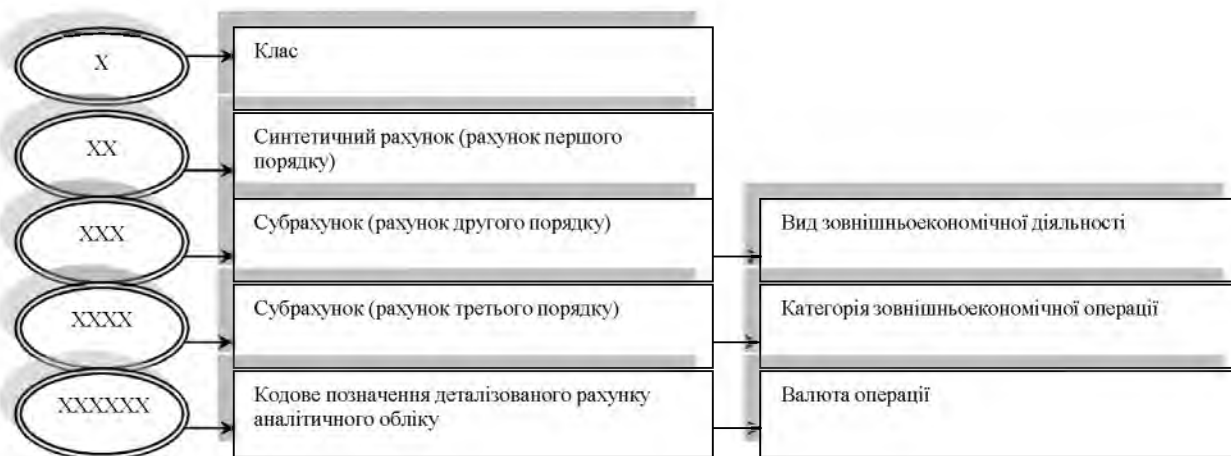 X
Клас
XX
Синтетичний рахунок (рахунок першого
порядку)
XXX
Субрахунок (рахунок другого порядку)
Вид зовнішньоекономічної діяльності
XXXX
Субрахунок (рахунок третього порядку)
Категорія зовнішньоекономічної операції
XXXXXX
Кодове позначення деталізованого рахунку
аналітичного обліку
Валюта операції